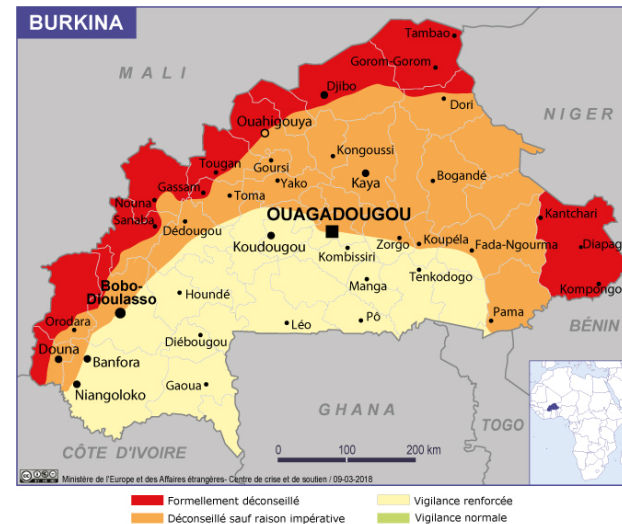 BURKINA
Tambao
MALI
Gorom-Gorom
Djibo
Dori
NIGER
Ouahigouya
Kongoussi
Tougan
Goursi
Kaya
Bogandé
Yako
Gassam
Toma
Nouna
Kantchari
Sanaba
OUAGADOUGOU
Dédougou
Zorgo
Koupéla
Diapag
Koudougou
Fada-Ngourma
Kombissiri
Tenkodogo
Kompongo
Bobo-
Dioulasso
Houndé
Manga
Pama
Orodara
Léo
Pô
BÉNIN
Douna
Diébougou
Banfora
Niangoloko
Gaoua
GHANA
TOGO
CÔTE D'IVOIRE
0 100 200 km
Ministère de l'Europe et des Affaires étrangères- Centre de crise et de soutien / 09-03-2018
Formellement déconseillé
Vigilance renforcée
Déconseillé sauf raison impérative
Vigilance normale